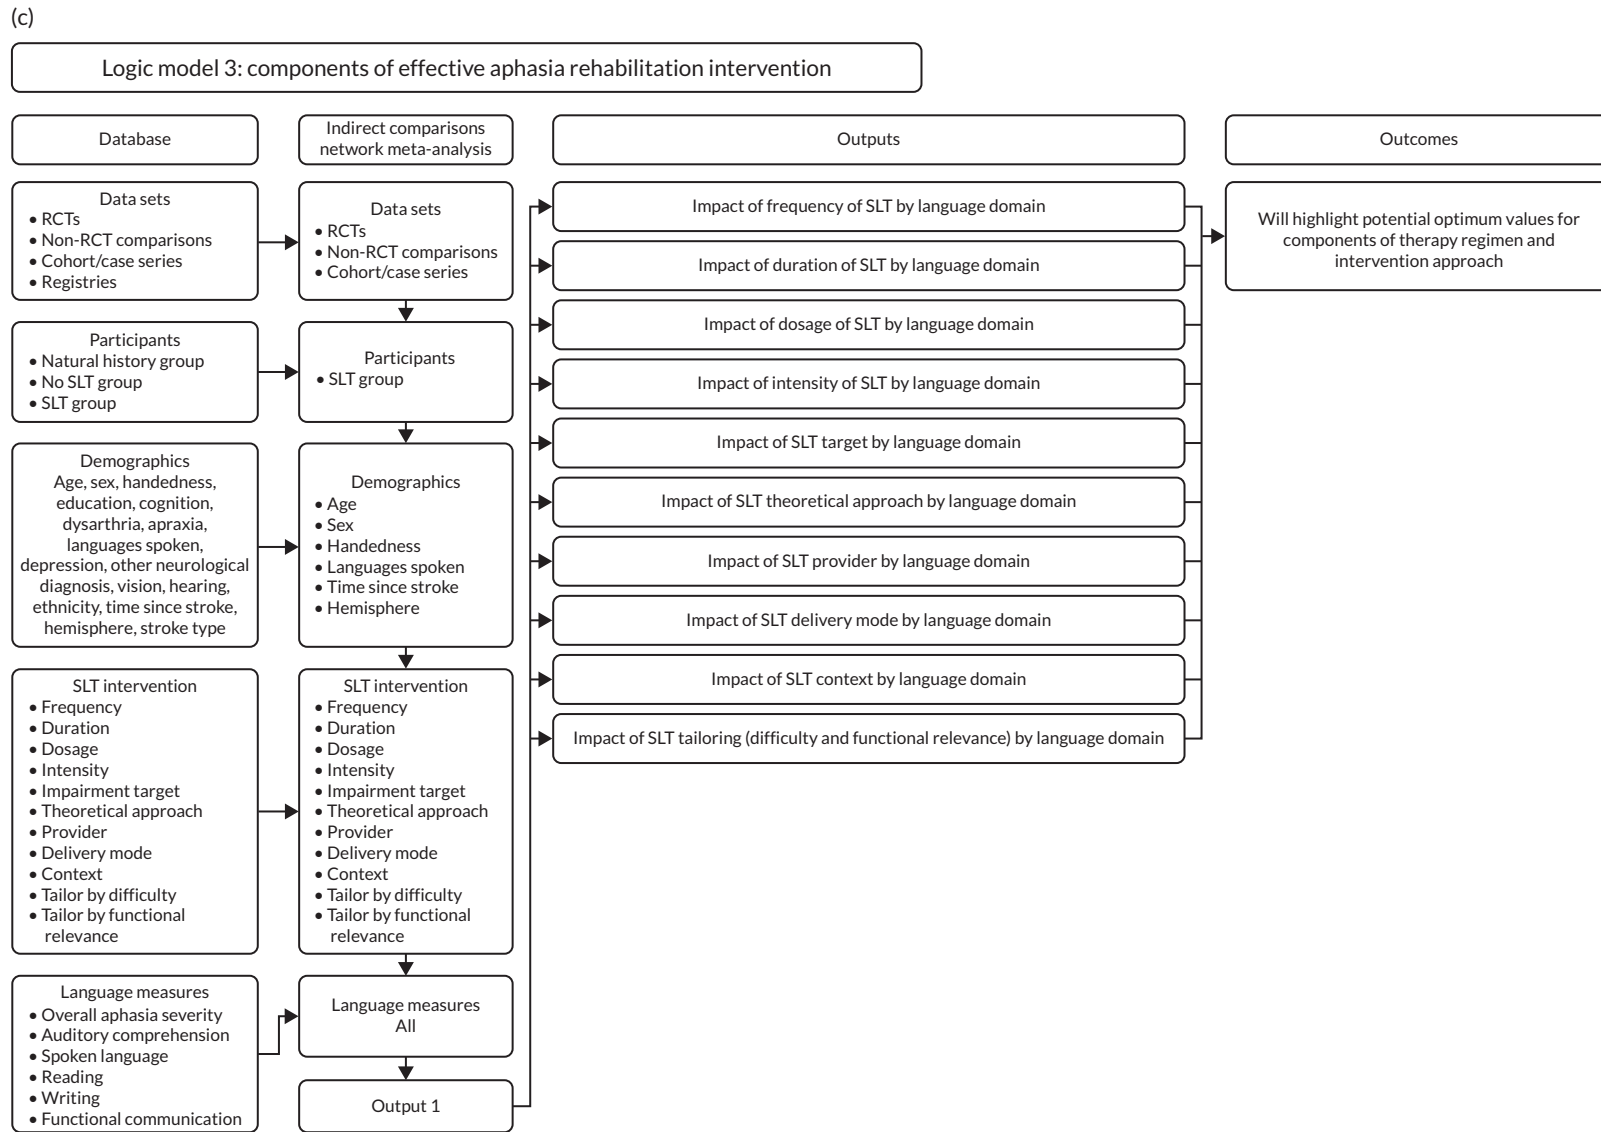 (c)
Logic model 3: components of effective aphasia rehabilitation intervention
Database
Data sets
• RCTs
• Non-RCT comparisons
• Cohort/case series
• Registries
Participants
• Natural history group
• No SLT group
• SLT group
Demographics
Age, sex, handedness,
education, cognition,
dysarthria, apraxia,
languages spoken,
depression, other neurological
diagnosis, vision, hearing,
ethnicity, time since stroke,
hemisphere, stroke type
SLT intervention
• Frequency
• Duration
• Dosage
• Intensity
• Impairment target
• Theoretical approach
• Provider
• Delivery mode
• Context
• Tailor by difficulty
• Tailor by functional
relevance
Language measures
• Overall aphasia severity
• Auditory comprehension
• Spoken language
• Reading
• Writing
• Functional communication
Indirect comparisons
network meta-analysis
Data sets
• RCTs
• Non-RCT comparisons
• Cohort/case series
Participants
• SLT group
Demographics
• Age
• Sex
• Handedness
• Languages spoken
• Time since stroke
• Hemisphere
SLT intervention
• Frequency
• Duration
• Dosage
• Intensity
• Impairment target
• Theoretical approach
• Provider
• Delivery mode
• Context
• Tailor by difficulty
• Tailor by functional
relevance
Language measures
All
Output 1
Outputs
Impact of frequency of SLT by language domain
Impact of duration of SLT by language domain
Impact of dosage of SLT by language domain
Impact of intensity of SLT by language domain
Impact of SLT target by language domain
Impact of SLT theoretical approach by language domain
Impact of SLT provider by language domain
Impact of SLT delivery mode by language domain
Impact of SLT context by language domain
Impact of SLT tailoring (difficulty and functional relevance) by language domain
Outcomes
Will highlight potential optimum values for
components of therapy regimen and
intervention approach